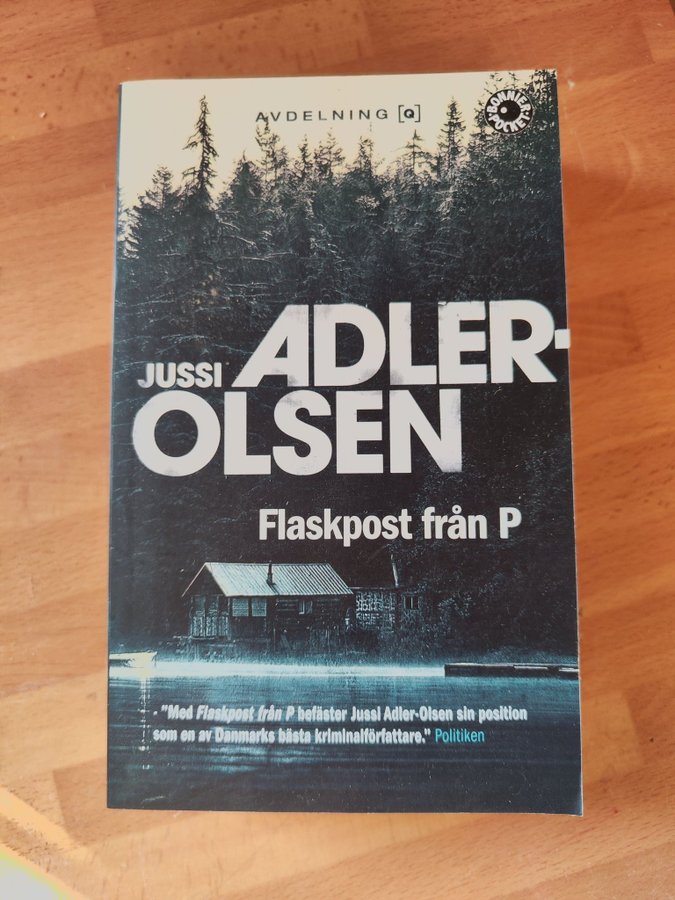 AVDELNING [Q]
BONNIER POCKET
JUSSI ADLER-
OLSEN
Flaskpost från P
- "Med Flaskpost från P befäster Jussi Adler-Olsen sin position
som en av Danmarks bästa kriminalförfattare." Politiken